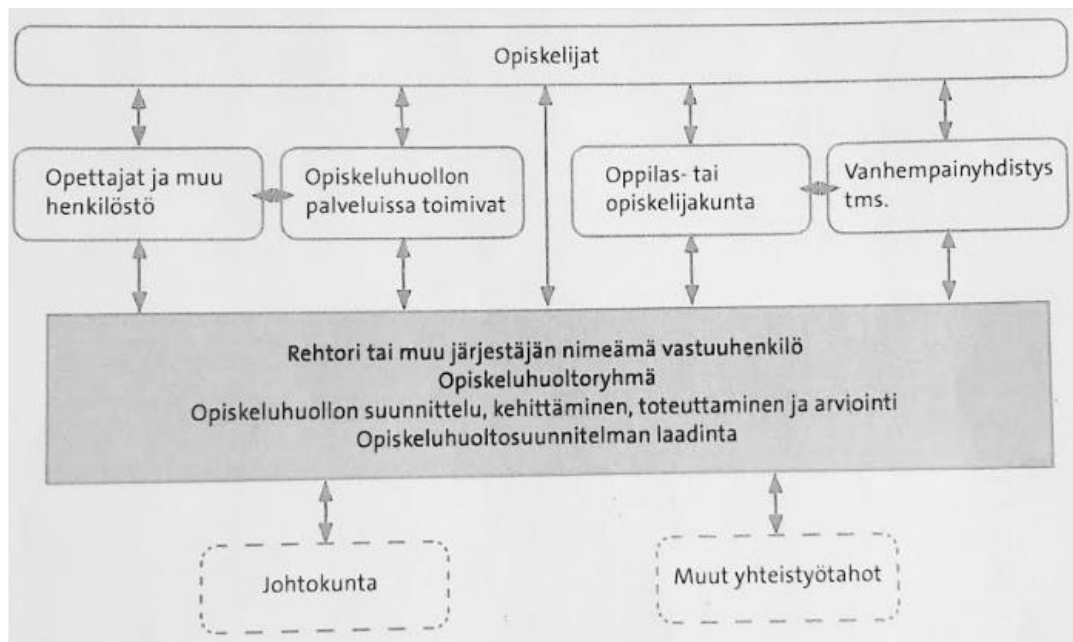 Opiskelijat
Opettajat ja muu
henkilöstö
Opiskeluhuollon
palveluissa toimivat
Oppilas- tai
opiskelijakunta
Vanhempainyhdistys
tms.
Rehtori tai muu järjestäjän nimeämä vastuuhenkilö
Opiskeluhuoltoryhmä
Opiskeluhuollon suunnittelu, kehittäminen, toteuttaminen ja arviointi
Opiskeluhuoltosuunnitelman laadinta
Johtokunta
Muut yhteistyötahot